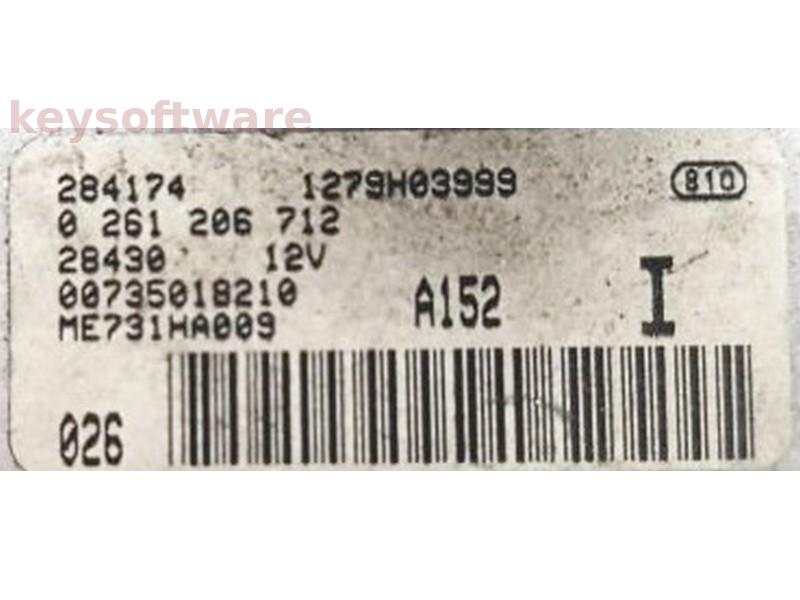 keysoftware
284174 1279H03999 810
0 261 206 712
28430 12V
00735018210 A152 I
ME731HA009
026